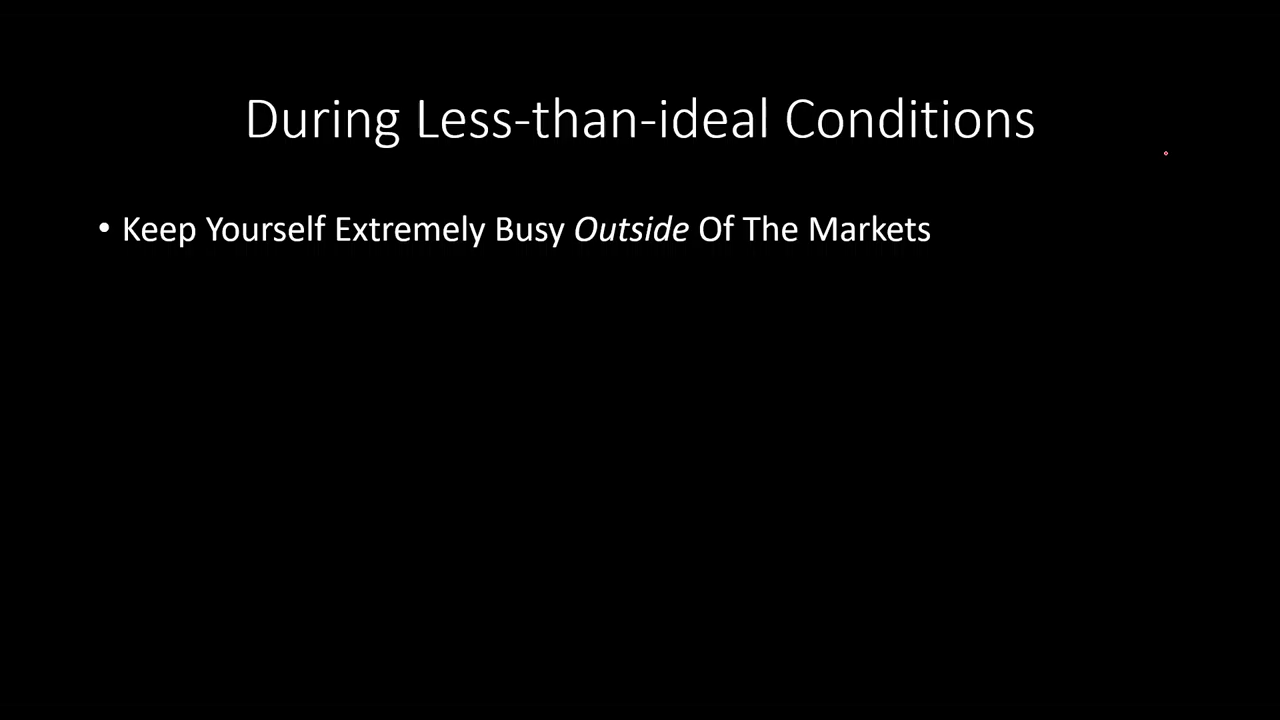 During Less-than-ideal Conditions
• Keep Yourself Extremely Busy Outside Of The Markets